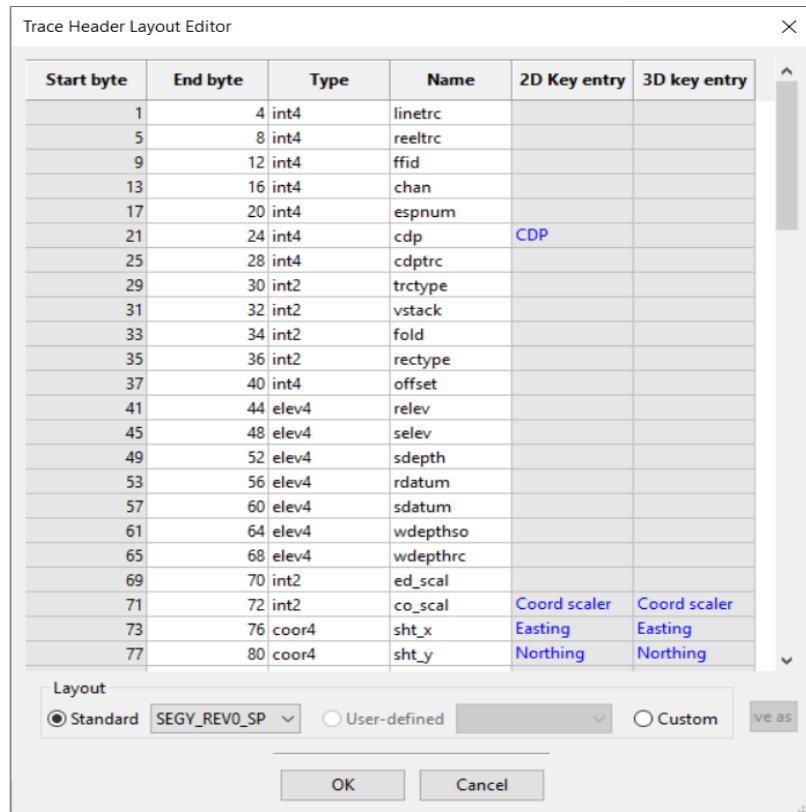 Trace Header Layout Editor
Start byte End byte Type Name 2D Key entry 3D key entry
1 4 int4 linetrc
5 8 int4 reeltrc
9 12 int4 ffid
13 16 int4 chan
17 20 int4 espnum
21 24 int4 cdp CDP
25 28 int4 cdptrc
29 30 int2 trctype
31 32 int2 vstack
33 34 int2 fold
35 36 int2 rectype
37 40 int4 offset
41 44 elev4 relev
45 48 elev4 selev
49 52 elev4 sdepth
53 56 elev4 rdatum
57 60 elev4 sdatum
61 64 elev4 wdepthso
65 68 elev4 wdepthrc
69 70 int2 ed_scal
71 72 int2 co_scal Coord scaler Coord scaler
73 76 coor4 sht_x Easting Easting
77 80 coor4 sht_y Northing Northing
Layout
Standard SEGY_REV0_SP User-defined Custom ve as
OK Cancel